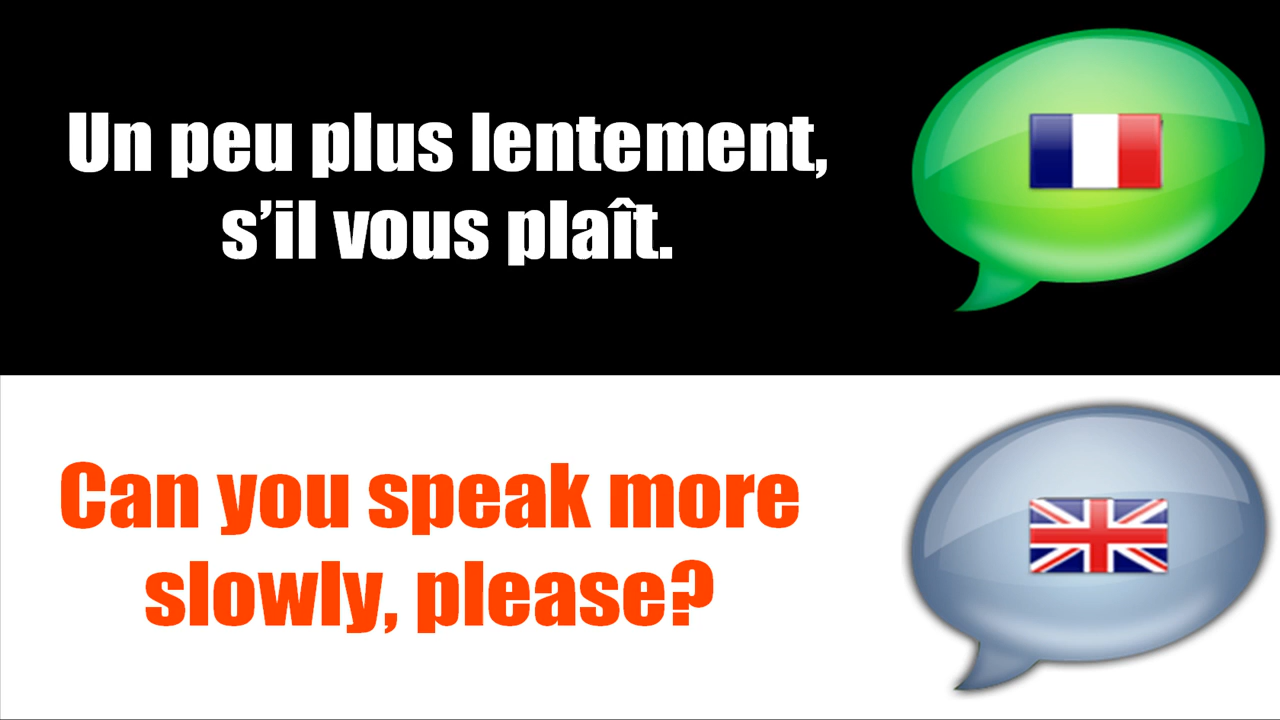 Un peu plus lentement,
s’il vous plaît.
Can you speak more
slowly, please?